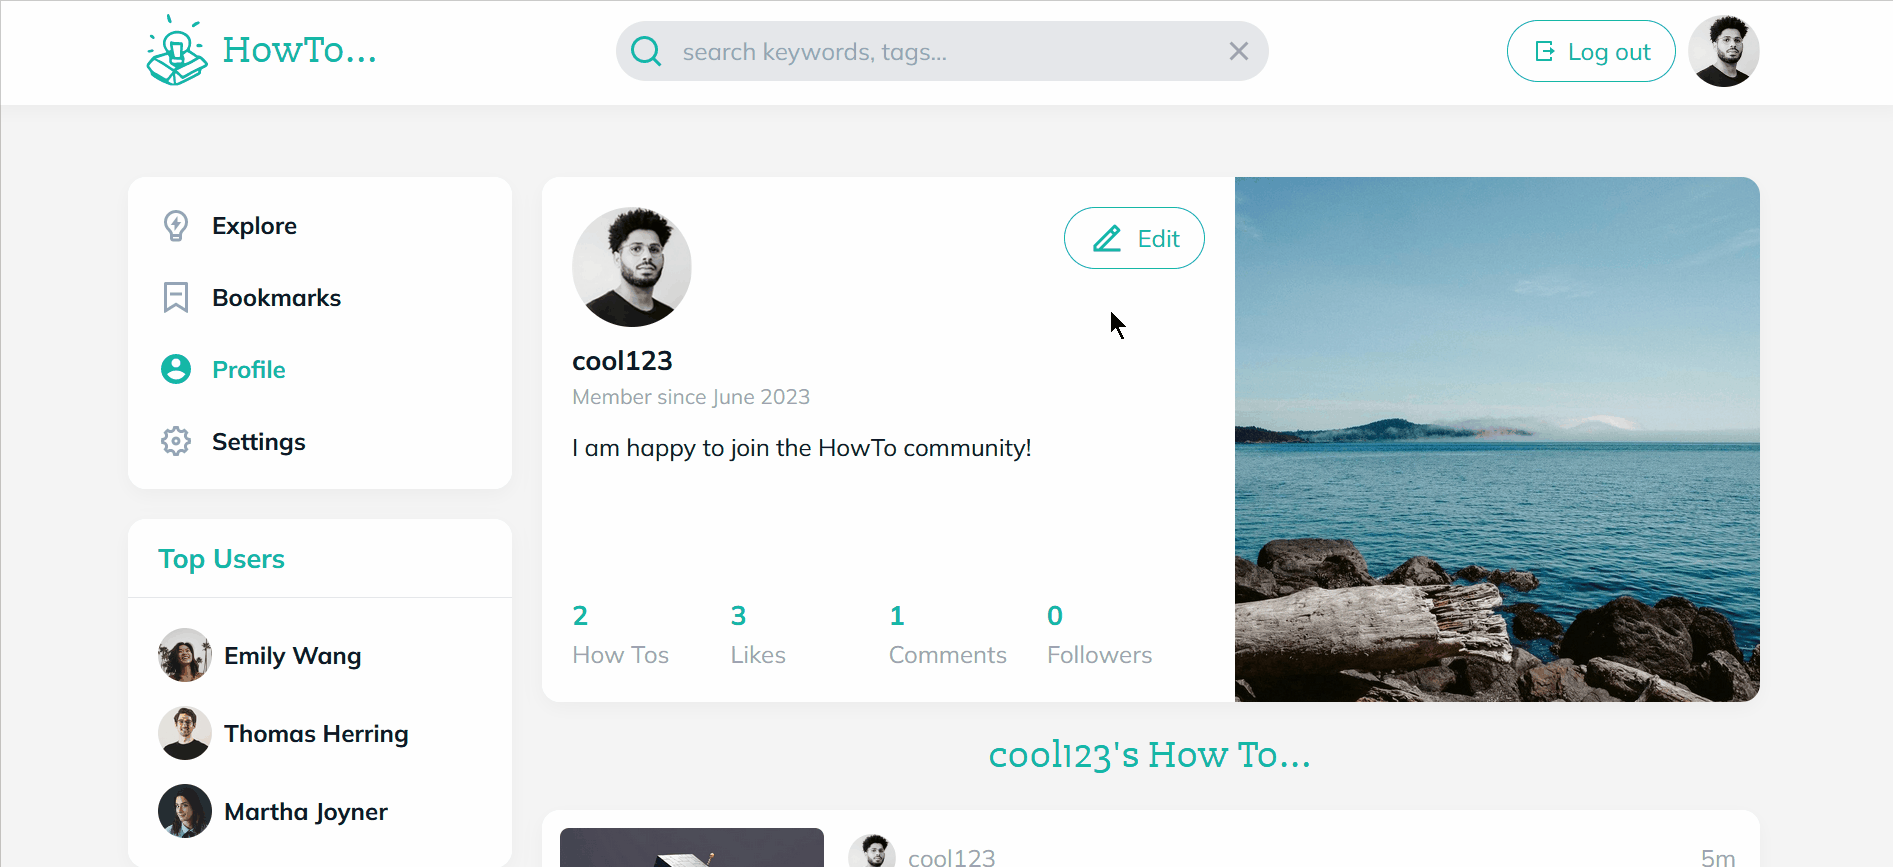 HowTo...
search keywords, tags...
Log out
Explore
Bookmarks
Profile
Settings
Top Users
Emily Wang
Thomas Herring
Martha Joyner
Edit
cool123
Member since June 2023
I am happy to join the HowTo community!
2 3 1 0
How Tos Likes Comments Followers
cool123's How To...
cool123 5m